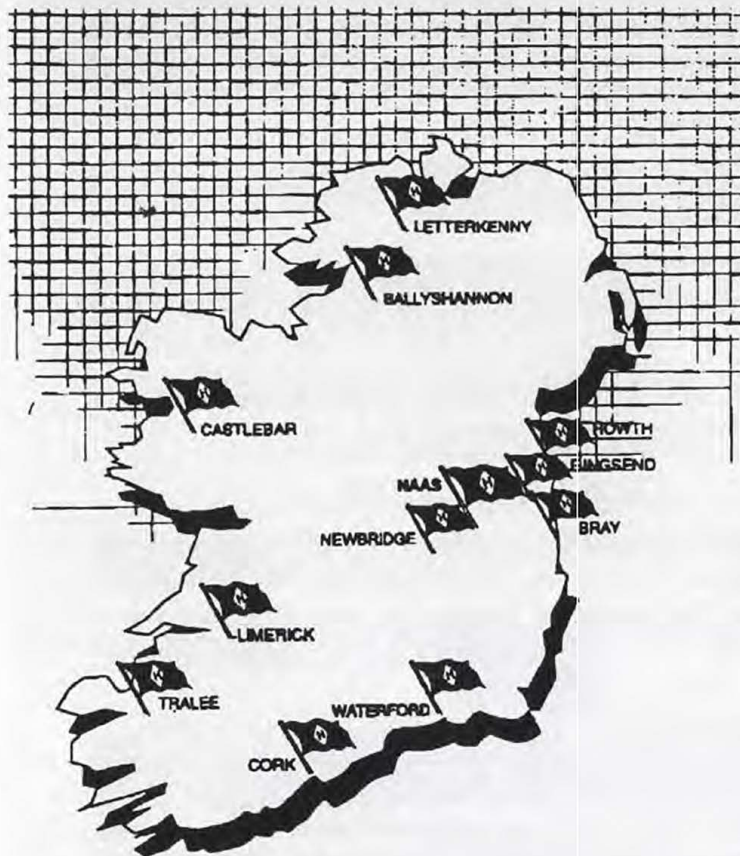 LETTERKENNY
BALLYSHANNON
CASTLEBAR
HOWTH
RINGSEND
NAAS
BRAY
NEWBRIDGE
LIMERICK
TRALEE
WATERFORD
CORK